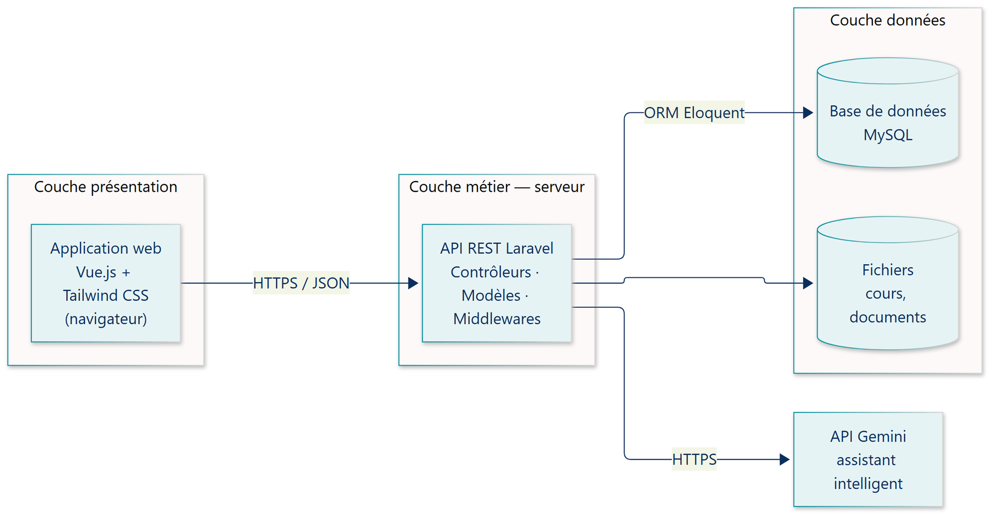 Couche présentation
Application web
Vue.js +
Tailwind CSS
(navigateur)
HTTPS / JSON
Couche métier — serveur
API REST Laravel
Contrôleurs ·
Modèles ·
Middlewares
ORM Eloquent
HTTPS
Couche données
Base de données
MySQL
Fichiers
cours,
documents
API Gemini
assistant
intelligent